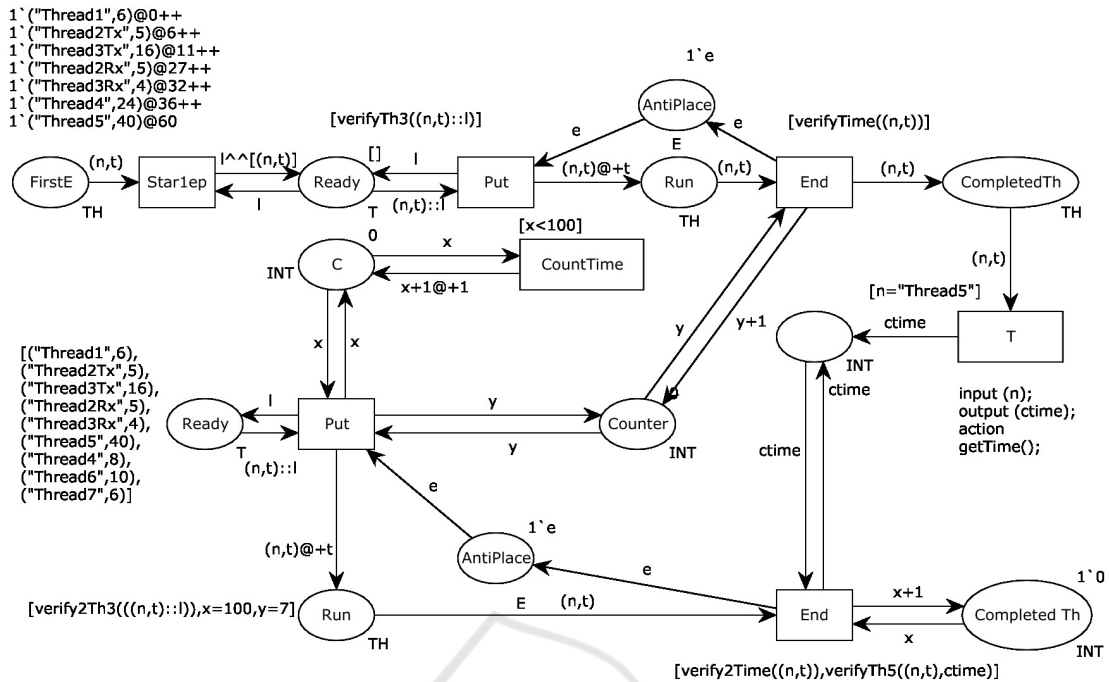 1`("Thread1",6)@0++
1`("Thread2Tx",5)@6++
1`("Thread3Tx",16)@11++
1`("Thread2Rx",5)@27++
1`("Thread3Rx",4)@32++
1`("Thread4",24)@36++
1`("Thread5",40)@60
1`e
AntiPlace
E
[verifyTh3((n,t)::l)]
[verifyTime((n,t))]
e
e
FirstE
TH
(n,t)
Star1ep
l^^[(n,t)]
l
[]
Ready
T
l
(n,t)::l
Put
(n,t)@+t
Run
TH
(n,t)
End
(n,t)
CompletedTh
TH
0
C
INT
x
x+1@+1
[x<100]
CountTime
(n,t)
[n="Thread5"]
T
ctime
INT
input (n);
output (ctime);
action
getTime();
y
y+1
x
x
ctime
ctime
[("Thread1",6),
("Thread2Tx",5),
("Thread3Tx",16),
("Thread2Rx",5),
("Thread3Rx",4),
("Thread5",40),
("Thread4",8),
("Thread6",10),
("Thread7",6)]
Ready
T
l
(n,t)::l
Put
y
y
0
Counter
INT
e
1`e
AntiPlace
E
e
(n,t)@+t
[verify2Th3(((n,t)::l)),x=100,y=7]
Run
TH
(n,t)
End
x+1
x
1`0
Completed Th
INT
[verify2Time((n,t)),verifyTh5((n,t),ctime)]